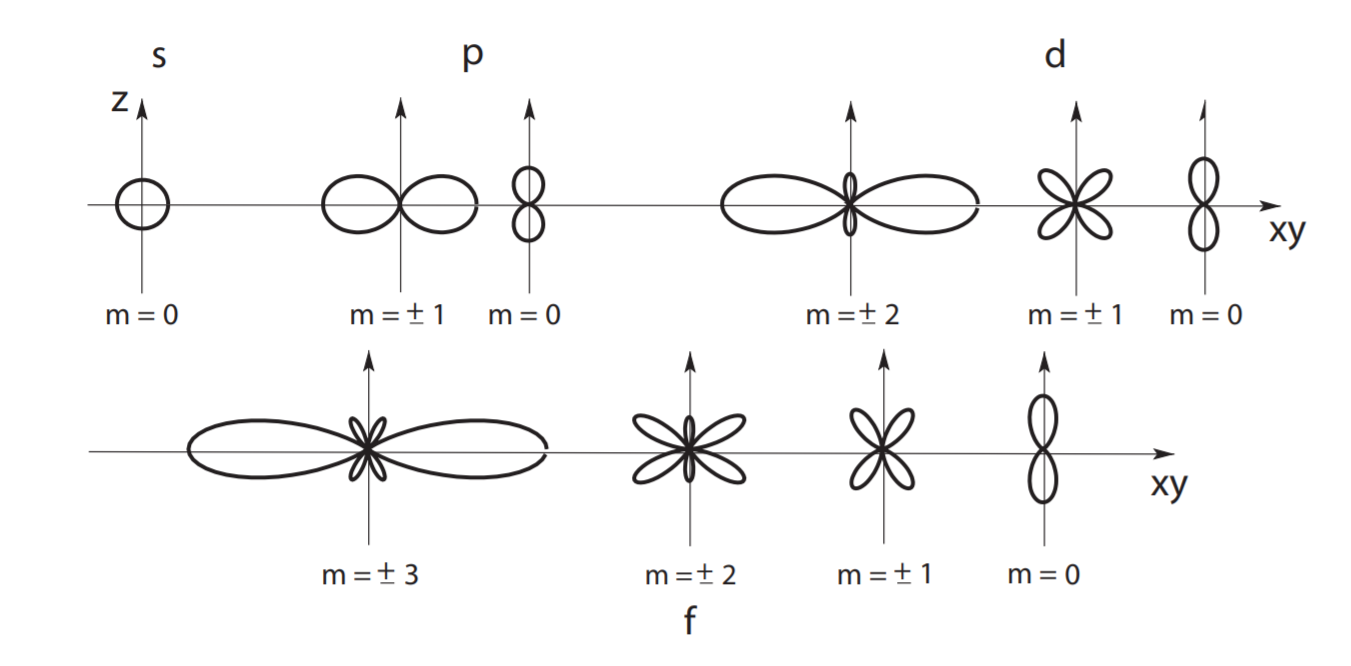 s p d
z
xy
m = 0 m = ± 1 m = 0 m = ± 2 m = ± 1 m = 0
xy
m = ± 3 m = ± 2 m = ± 1 m = 0
f